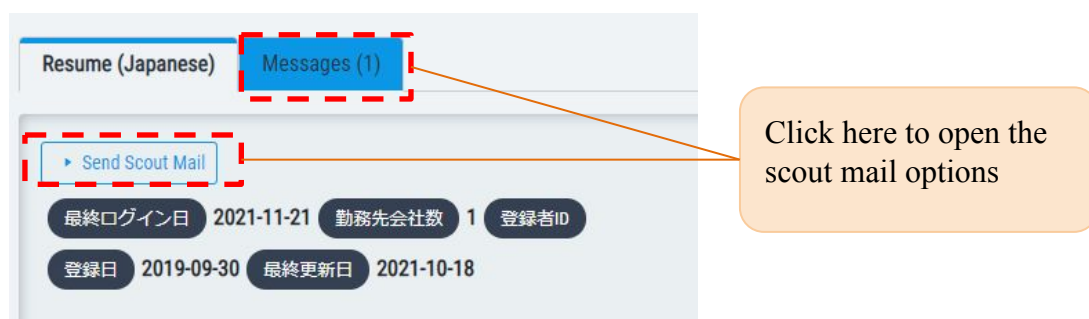 Resume (Japanese) Messages (1)
Click here to open the
scout mail options
▸ Send Scout Mail
最終ログイン日 2021-11-21 勤務先会社数 1 登録者ID
登録日 2019-09-30 最終更新日 2021-10-18